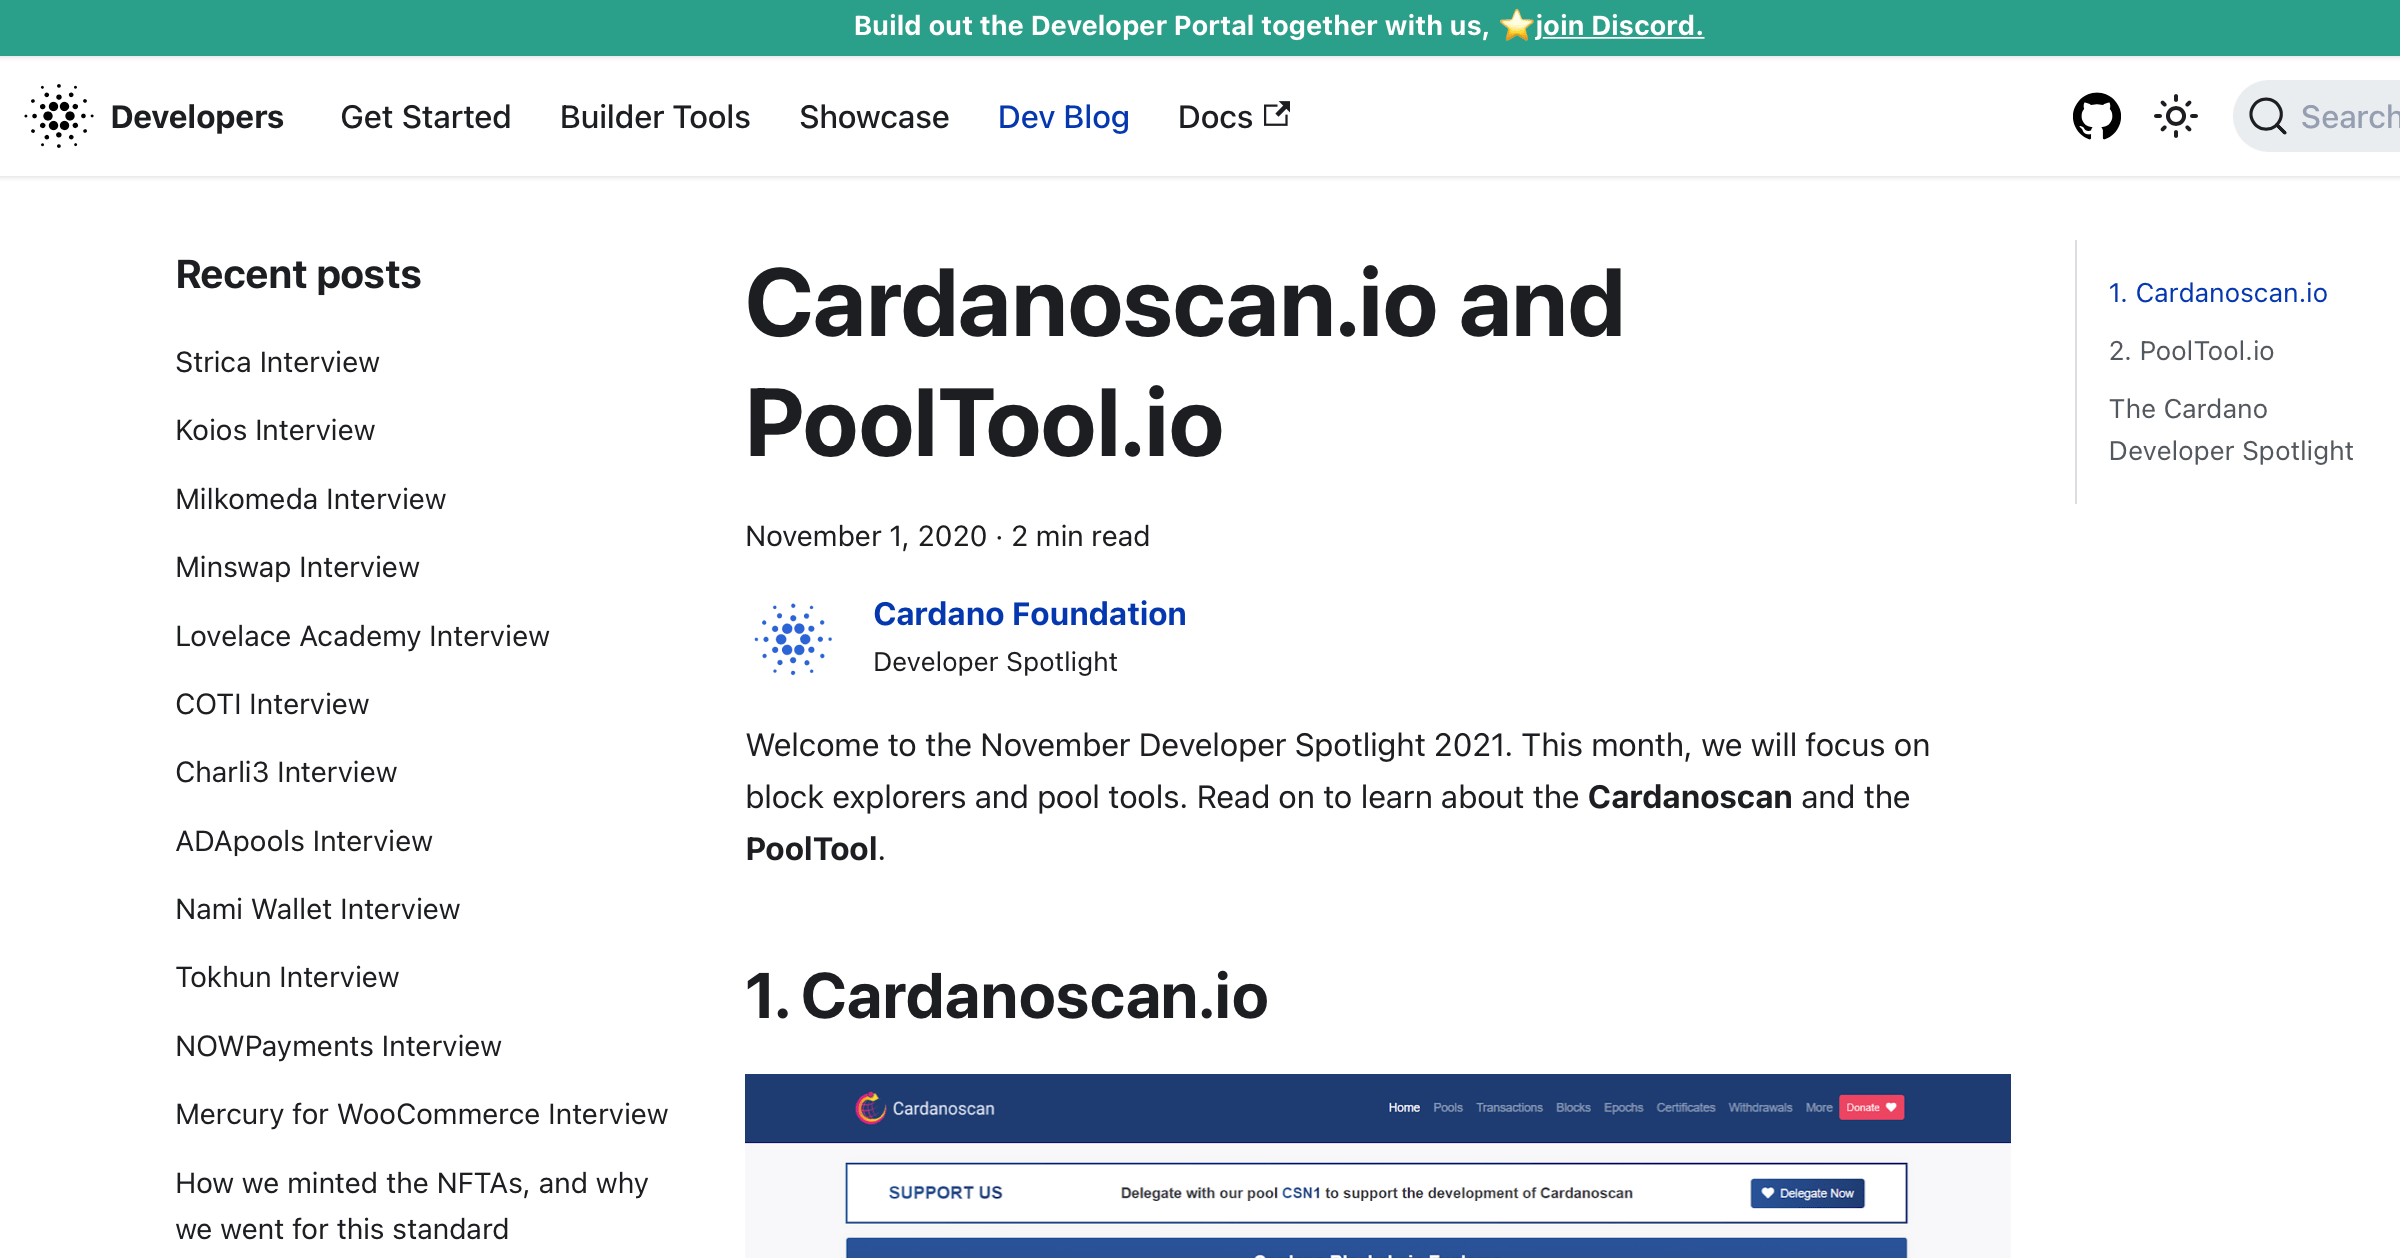 Build out the Developer Portal together with us, ⭐join Discord.
Developers Get Started Builder Tools Showcase Dev Blog Docs Search
Recent posts
Strica Interview
Koios Interview
Milkomeda Interview
Minswap Interview
Lovelace Academy Interview
COTI Interview
Charli3 Interview
ADApools Interview
Nami Wallet Interview
Tokhun Interview
NOWPayments Interview
Mercury for WooCommerce Interview
How we minted the NFTAs, and why
we went for this standard
Cardanoscan.io and
PoolTool.io
November 1, 2020 · 2 min read
Cardano Foundation
Developer Spotlight
Welcome to the November Developer Spotlight 2021. This month, we will focus on
block explorers and pool tools. Read on to learn about the Cardanoscan and the
PoolTool.
1. Cardanoscan.io
Cardanoscan Home Pools Transactions Blocks Epochs Certificates Withdrawals More Donate
SUPPORT US Delegate with our pool CSN1 to support the development of Cardanoscan Delegate Now
1. Cardanoscan.io
2. PoolTool.io
The Cardano
Developer Spotlight